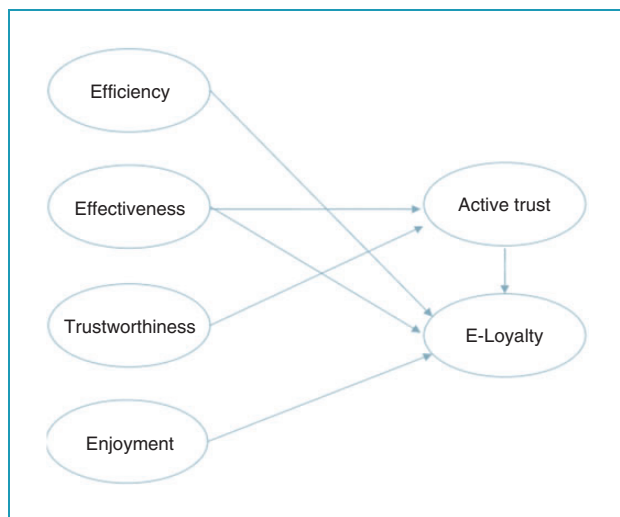 Efficiency
Effectiveness
Active trust
Trustworthiness
E-Loyalty
Enjoyment